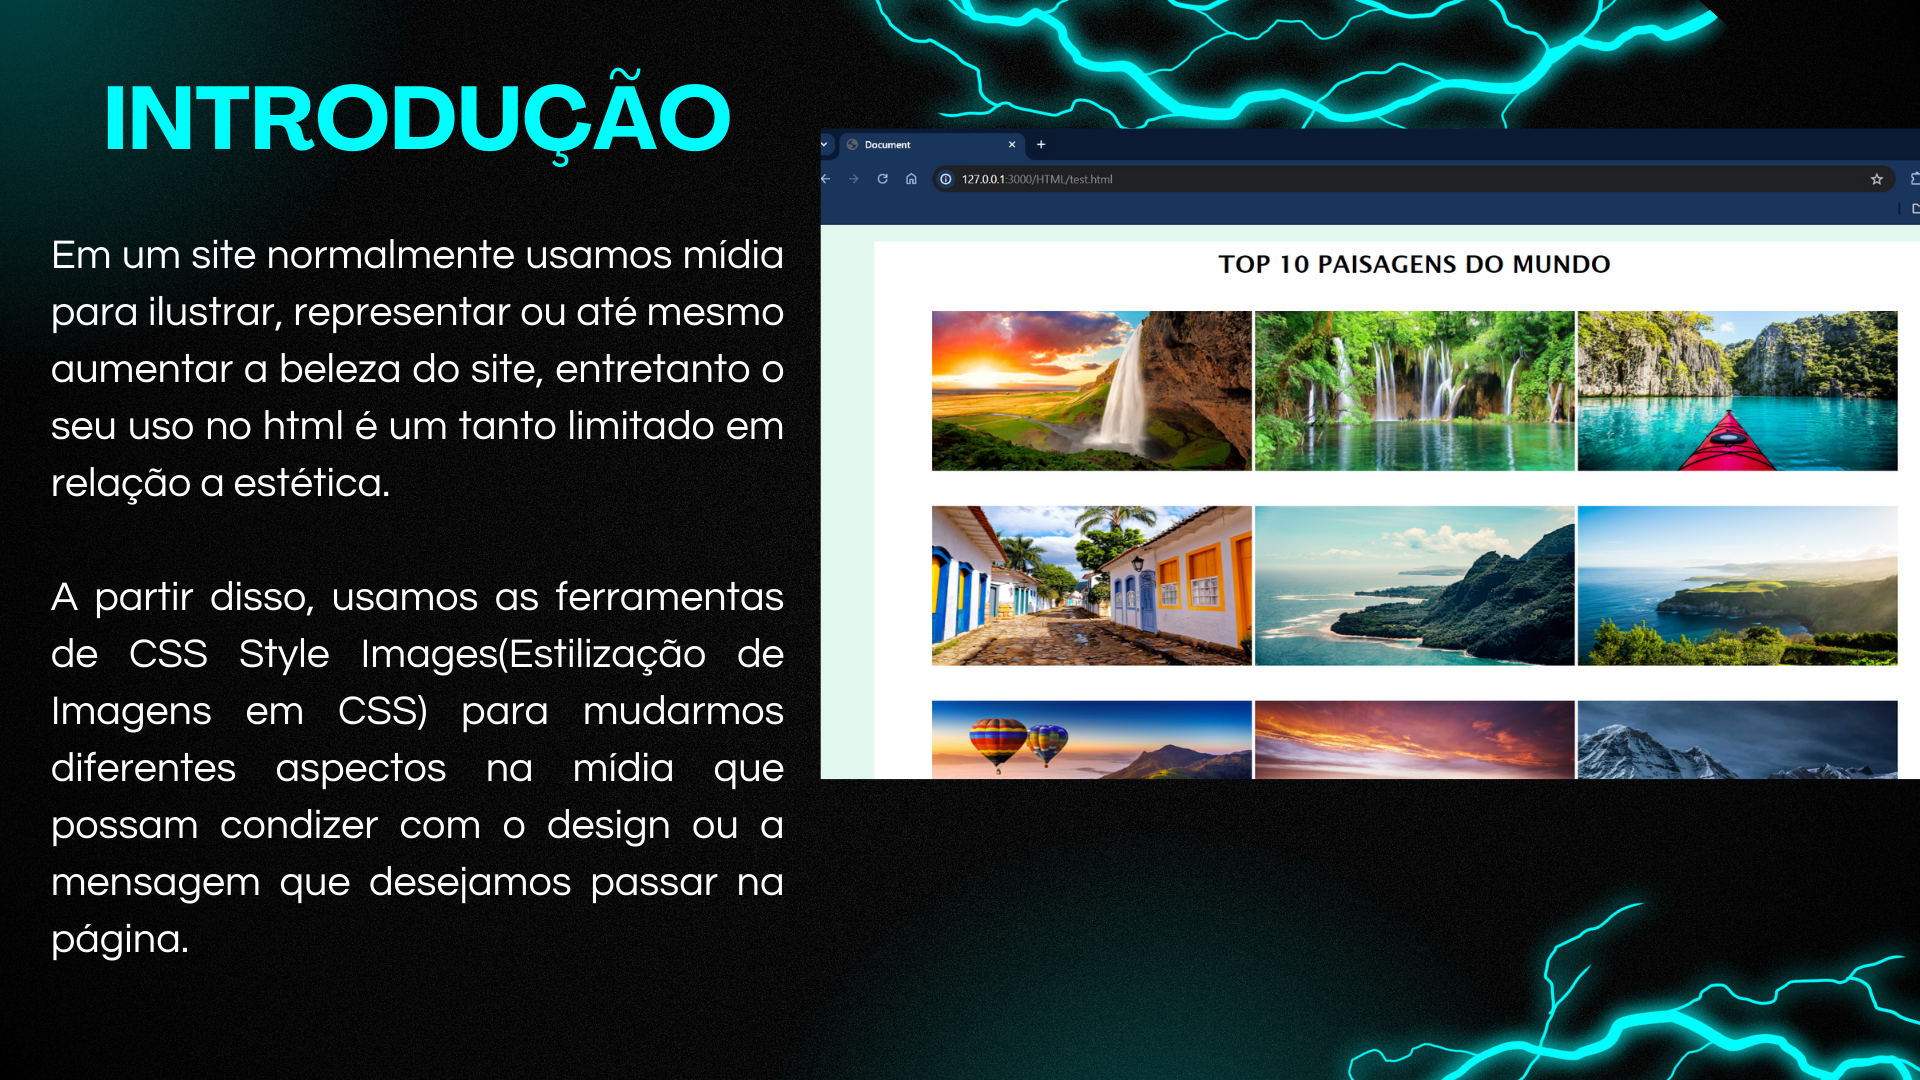 INTRODUÇÃO
Em um site normalmente usamos mídia
para ilustrar, representar ou até mesmo
aumentar a beleza do site, entretanto o
seu uso no html é um tanto limitado em
relação a estética.
A partir disso, usamos as ferramentas
de CSS Style Images(Estilização de
Imagens em CSS) para mudarmos
diferentes aspectos na mídia que
possam condizer com o design ou a
mensagem que desejamos passar na
página.
Document
127.0.0.1:3000/HTML/test.html
TOP 10 PAISAGENS DO MUNDO